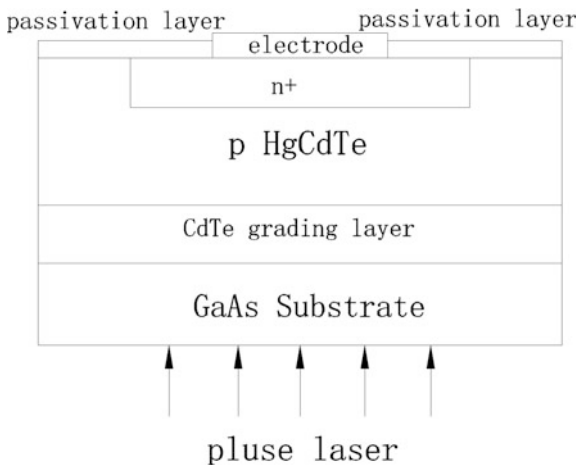 passivation layer
passivation layer
electrode
n+
p HgCdTe
CdTe grading layer
GaAs Substrate
pluse laser